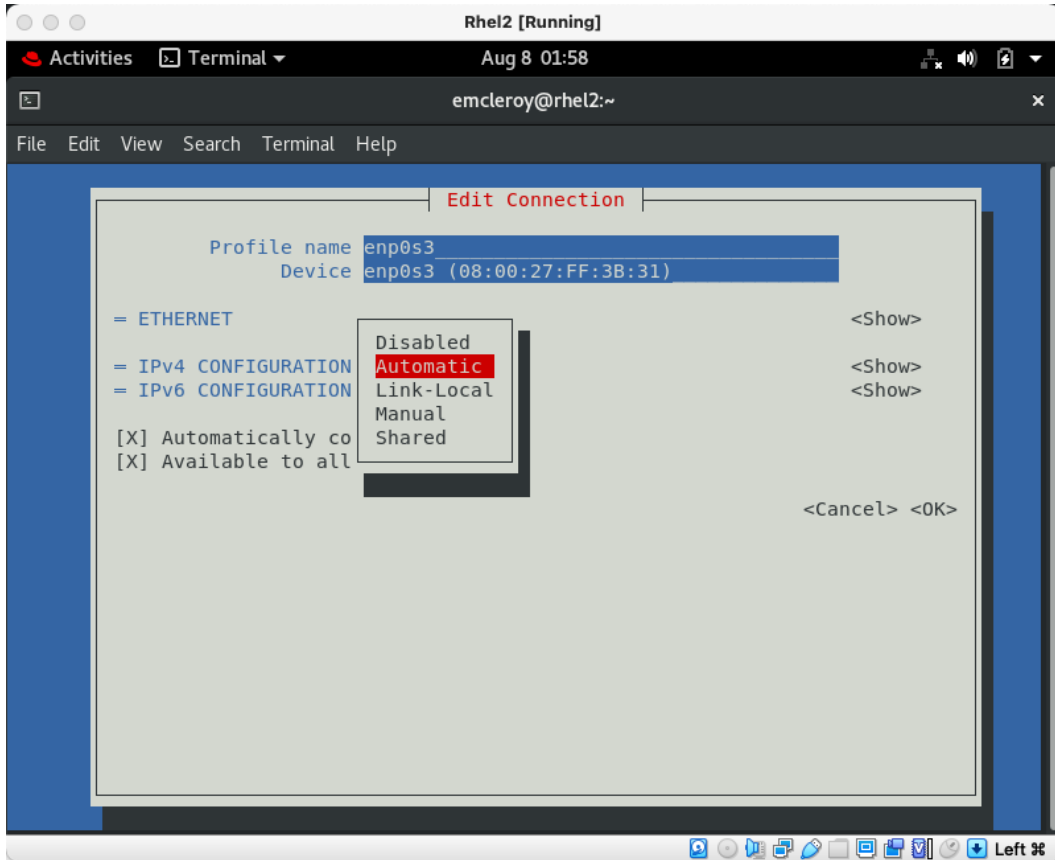 Rhel2 [Running]
Activities Terminal Aug 8 01:58
emcleroy@rhel2:~ ×
File Edit View Search Terminal Help
Edit Connection
Profile name enp0s3
Device enp0s3 (08:00:27:FF:3B:31)
= ETHERNET <Show>
Disabled
= IPv4 CONFIGURATION Automatic <Show>
= IPv6 CONFIGURATION Link-Local <Show>
Manual
[X] Automatically co Shared
[X] Available to all
<Cancel> <OK>
Left ⌘